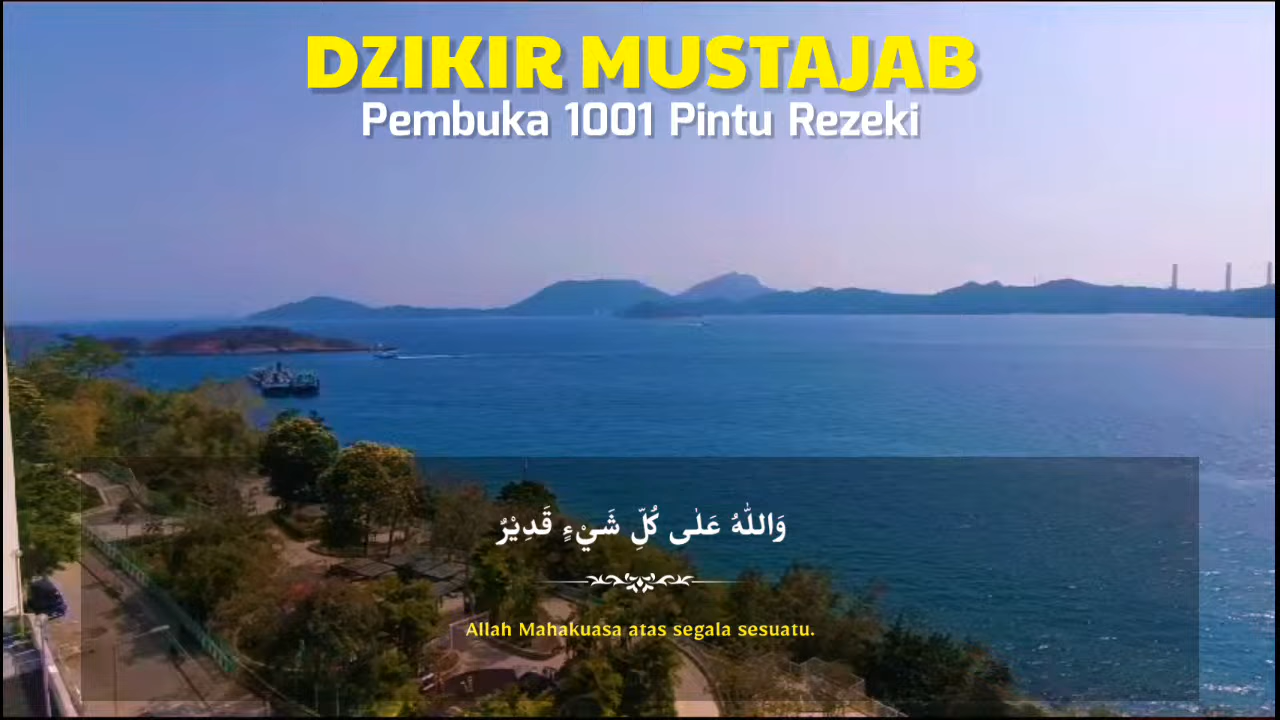 DZIKIR MUSTAJAB
Pembuka 1001 Pintu Rezeki
وَاللّٰهُ عَلٰى كُلِّ شَيْءٍ قَدِيْرٌ
Allah Mahakuasa atas segala sesuatu.